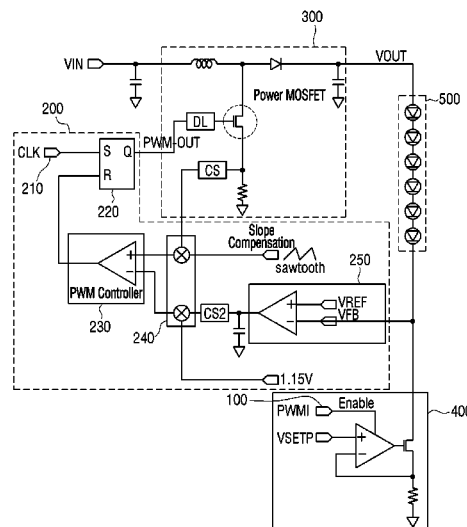 300
VIN
VOUT
Power MOSFET
500
200
DL
PWM-OUT
CLK
S
Q
210
R
CS
220
Slope
Compensation
sawtooth
250
PWM Controller
+
−
CS2
+
−
VREF
VFB
230
240
1.15V
100
Enable
400
PWMI
VSETP
+
−